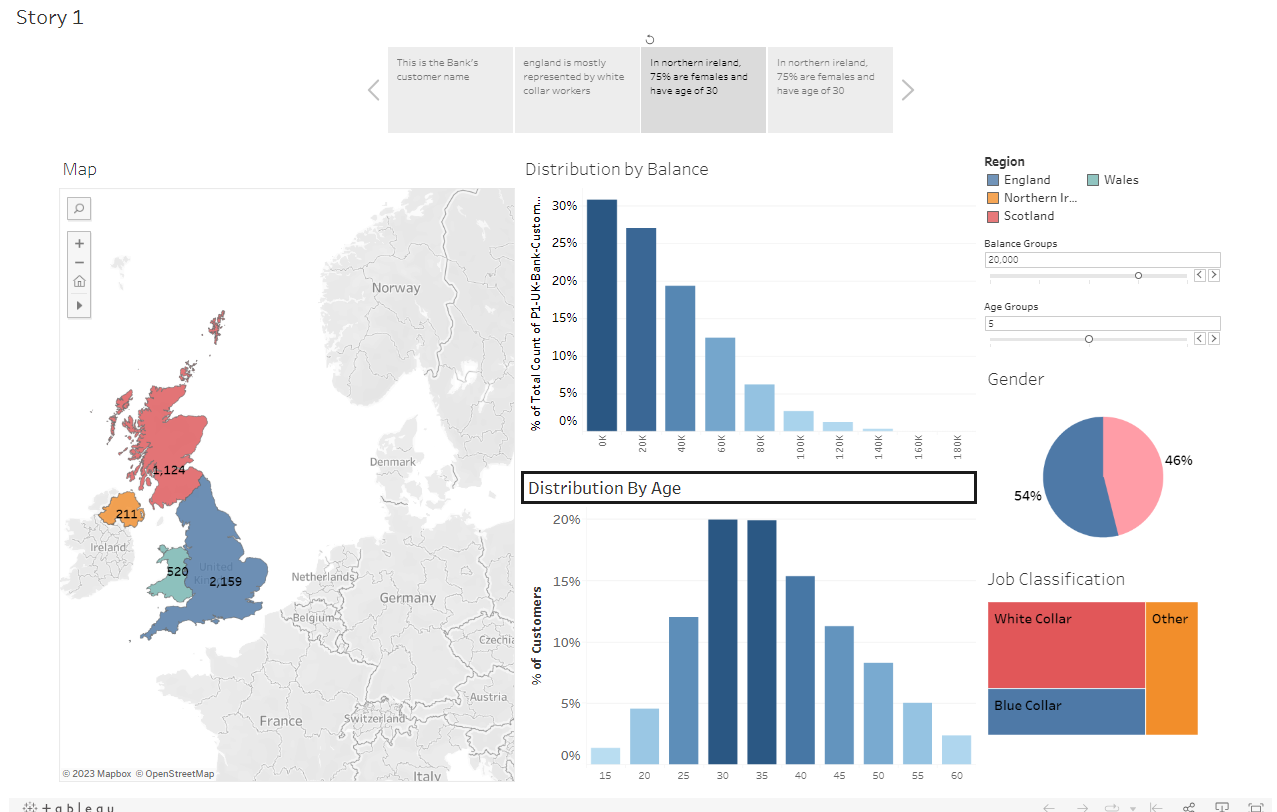 Story 1
This is the Bank's
customer name
england is mostly
represented by white
collar workers
In northern ireland,
75% are females and
have age of 30
In northern ireland,
75% are females and
have age of 30
Map
Norway
Denmark
Ireland
United
Netherlands
Belgium
Germany
Czechia
Austria
France
Switzerland
Italy
1,124
211
520
2,159
© 2023 Mapbox © OpenStreetMap
Distribution by Balance
% of Total Count of P1-UK-Bank-Custom...
30%
25%
20%
15%
10%
5%
0%
0K
20K
40K
60K
80K
100K
120K
140K
160K
180K
Distribution By Age
% of Customers
20%
15%
10%
5%
0%
15
20
25
30
35
40
45
50
55
60
Region
England
Wales
Northern Ir...
Scotland
Balance Groups
20,000
Age Groups
5
Gender
46%
54%
Job Classification
White Collar
Other
Blue Collar
+ a b | e a u